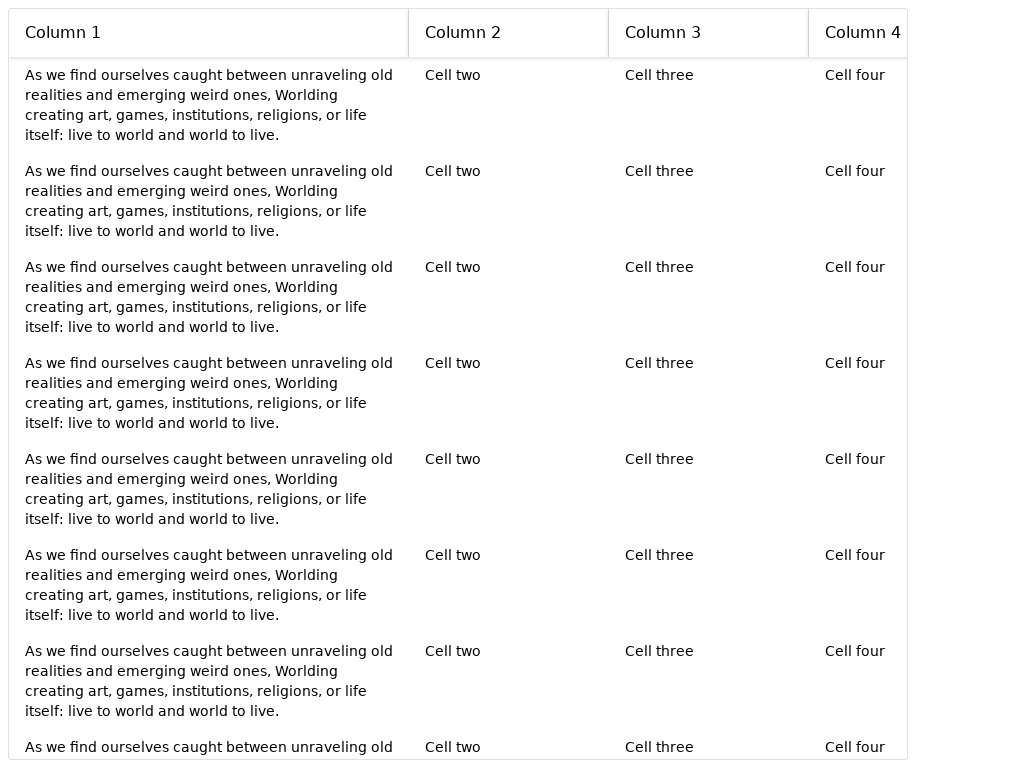 Column 1 Column 2 Column 3 Column 4
As we find ourselves caught between unraveling old Cell two Cell three Cell four
realities and emerging weird ones, Worlding
creating art, games, institutions, religions, or life
itself: live to world and world to live.
As we find ourselves caught between unraveling old Cell two Cell three Cell four
realities and emerging weird ones, Worlding
creating art, games, institutions, religions, or life
itself: live to world and world to live.
As we find ourselves caught between unraveling old Cell two Cell three Cell four
realities and emerging weird ones, Worlding
creating art, games, institutions, religions, or life
itself: live to world and world to live.
As we find ourselves caught between unraveling old Cell two Cell three Cell four
realities and emerging weird ones, Worlding
creating art, games, institutions, religions, or life
itself: live to world and world to live.
As we find ourselves caught between unraveling old Cell two Cell three Cell four
realities and emerging weird ones, Worlding
creating art, games, institutions, religions, or life
itself: live to world and world to live.
As we find ourselves caught between unraveling old Cell two Cell three Cell four
realities and emerging weird ones, Worlding
creating art, games, institutions, religions, or life
itself: live to world and world to live.
As we find ourselves caught between unraveling old Cell two Cell three Cell four
realities and emerging weird ones, Worlding
creating art, games, institutions, religions, or life
itself: live to world and world to live.
As we find ourselves caught between unraveling old Cell two Cell three Cell four